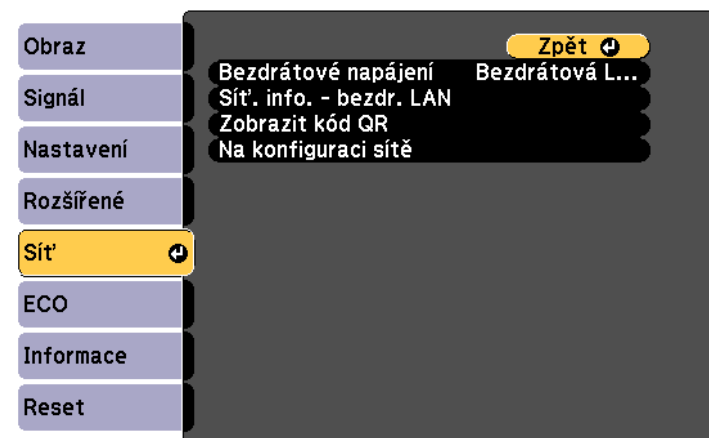 Obraz
Signál
Nastavení
Rozšířené
Síť
ECO
Informace
Reset
Zpět
Bezdrátové napájení Bezdrátová L...
Síť. info. - bezdr. LAN
Zobrazit kód QR
Na konfiguraci sítě